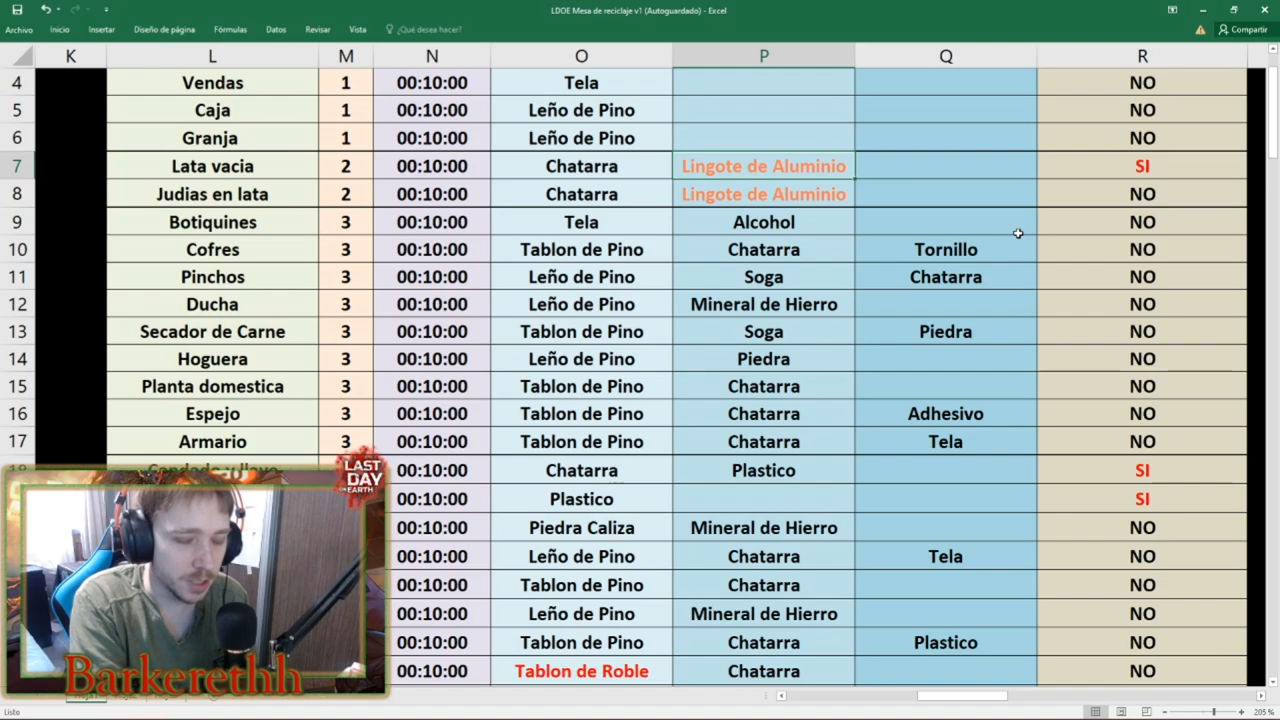 LDOE Mesa de reciclaje v1 (Autoguardado) - Excel
Archivo Inicio Insertar Diseño de página Fórmulas Datos Revisar Vista ¿Qué desea hacer? Compartir
K L M N O P Q R
4 Vendas 1 00:10:00 Tela NO
5 Caja 1 00:10:00 Leño de Pino NO
6 Granja 1 00:10:00 Leño de Pino NO
7 Lata vacia 2 00:10:00 Chatarra Lingote de Aluminio SI
8 Judias en lata 2 00:10:00 Chatarra Lingote de Aluminio NO
9 Botiquines 3 00:10:00 Tela Alcohol NO
10 Cofres 3 00:10:00 Tablon de Pino Chatarra Tornillo NO
11 Pinchos 3 00:10:00 Leño de Pino Soga Chatarra NO
12 Ducha 3 00:10:00 Leño de Pino Mineral de Hierro NO
13 Secador de Carne 3 00:10:00 Tablon de Pino Soga Piedra NO
14 Hoguera 3 00:10:00 Leño de Pino Piedra NO
15 Planta domestica 3 00:10:00 Tablon de Pino Chatarra NO
16 Espejo 3 00:10:00 Tablon de Pino Chatarra Adhesivo NO
17 Armario 3 00:10:00 Tablon de Pino Chatarra Tela NO
00:10:00 Chatarra Plastico SI
00:10:00 Plastico SI
00:10:00 Piedra Caliza Mineral de Hierro NO
00:10:00 Leño de Pino Chatarra Tela NO
00:10:00 Tablon de Pino Chatarra NO
00:10:00 Leño de Pino Mineral de Hierro NO
00:10:00 Tablon de Pino Chatarra Plastico NO
00:10:00 Tablon de Roble Chatarra NO
LAST
DAY
ON EARTH
Barkerethh
Listo 205 %